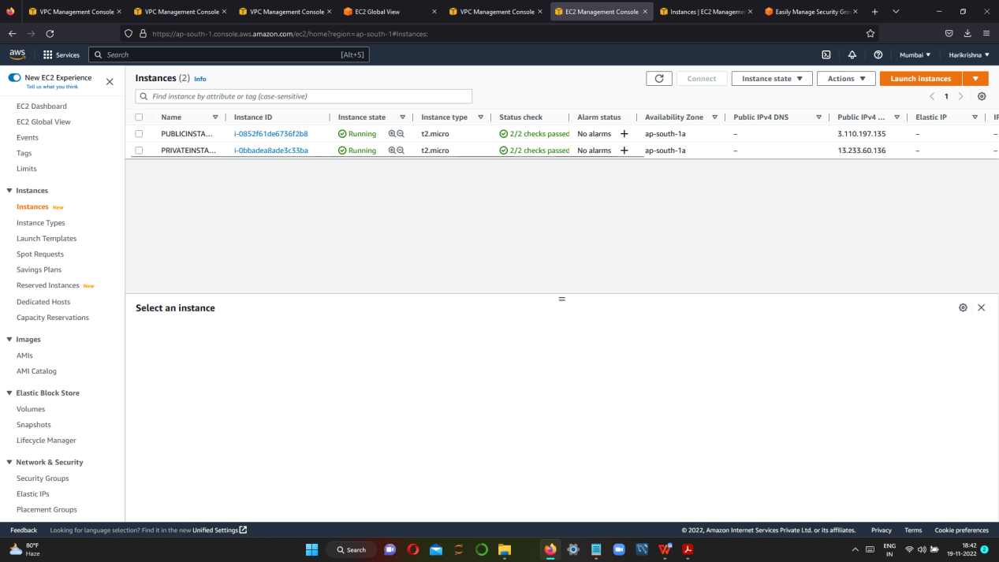 VPC Management Console
VPC Management Console
VPC Management Console
EC2 Global View
VPC Management Console
EC2 Management Console
Instances | EC2 Manageme
Easily Manage Security Gro
https://ap-south-1.console.aws.amazon.com/ec2/home?region=ap-south-1#Instances:
aws Services Search [Alt+S] Mumbai Harikrishna
New EC2 Experience
Tell us what you think
EC2 Dashboard
EC2 Global View
Events
Tags
Limits
Instances
Instances New
Instance Types
Launch Templates
Spot Requests
Savings Plans
Reserved Instances New
Dedicated Hosts
Capacity Reservations
Images
AMIs
AMI Catalog
Elastic Block Store
Volumes
Snapshots
Lifecycle Manager
Network & Security
Security Groups
Elastic IPs
Placement Groups
Instances (2) Info Connect Instance state Actions Launch instances
Find instance by attribute or tag (case-sensitive) 1
Name Instance ID Instance state Instance type Status check Alarm status Availability Zone Public IPv4 DNS Public IPv4 ... Elastic IP IP
PUBLICINSTA... i-0852f61de6736f2b8 Running t2.micro 2/2 checks passed No alarms + ap-south-1a – 3.110.197.135 – –
PRIVATEINSTA... i-0bbadea8ade3c33ba Running t2.micro 2/2 checks passed No alarms + ap-south-1a – 13.233.60.136 – –
Select an instance
Feedback Looking for language selection? Find it in the new Unified Settings © 2022, Amazon Internet Services Private Ltd. or its affiliates. Privacy Terms Cookie preferences
80°F
Haze
Search
ENG
IN
18:42
19-11-2022
2